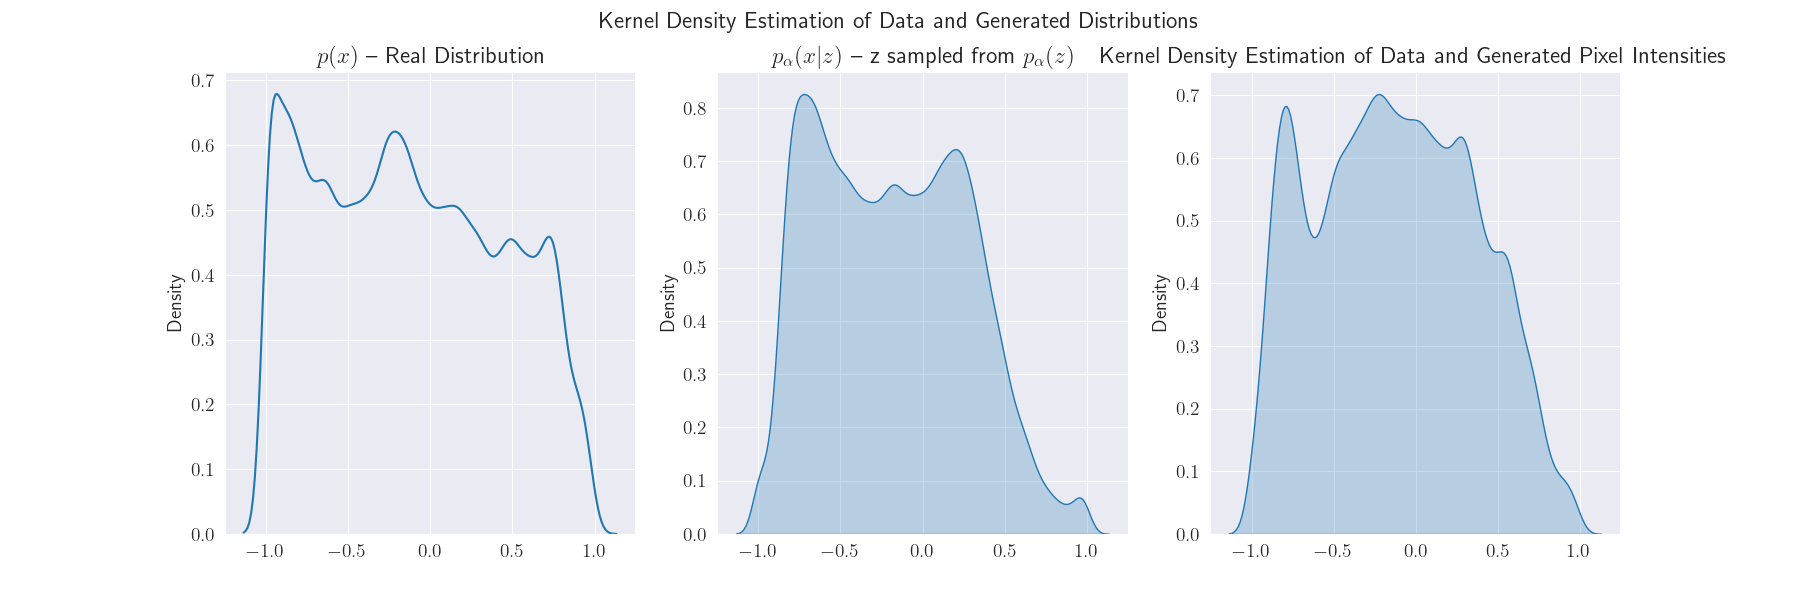 Kernel Density Estimation of Data and Generated Distributions
p(x) – Real Distribution
Density
0.7
0.6
0.5
0.4
0.3
0.2
0.1
0.0
−1.0 −0.5 0.0 0.5 1.0
pα(x|z) – z sampled from pα(z)
Density
0.8
0.7
0.6
0.5
0.4
0.3
0.2
0.1
0.0
−1.0 −0.5 0.0 0.5 1.0
Kernel Density Estimation of Data and Generated Pixel Intensities
Density
0.7
0.6
0.5
0.4
0.3
0.2
0.1
0.0
−1.0 −0.5 0.0 0.5 1.0